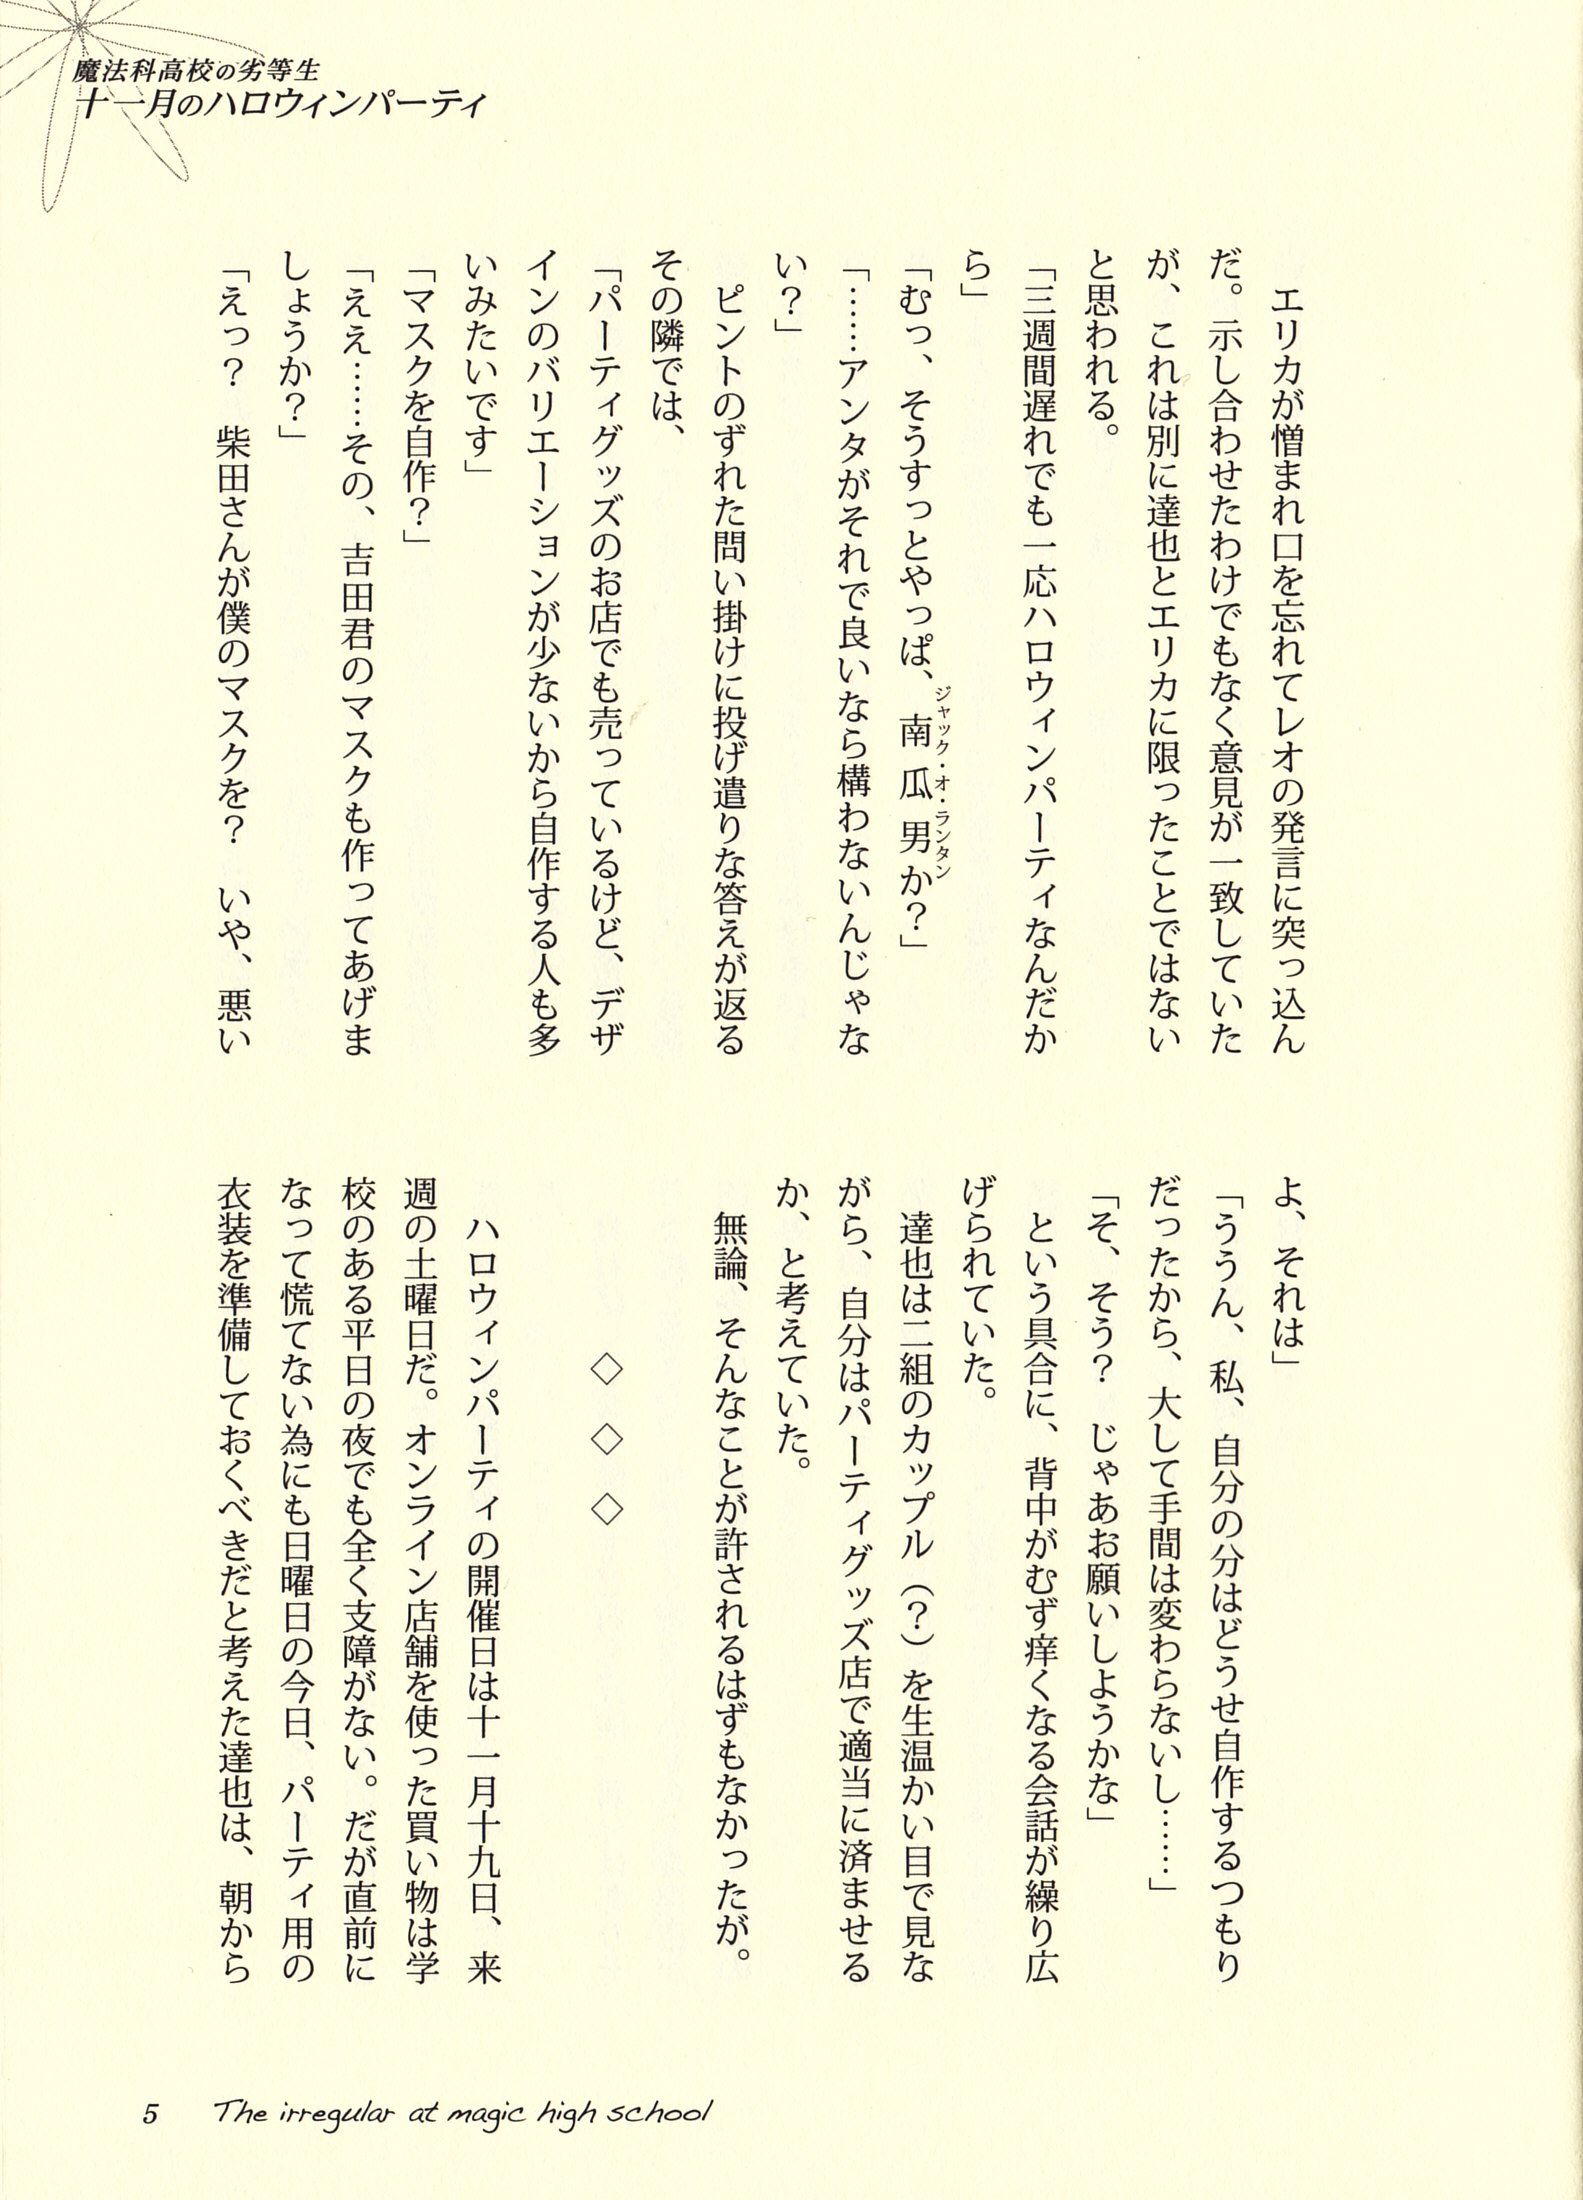 魔法科高校の劣等生
十一月のハロウィンパーティ
　エリカが憎まれ口を忘れてレオの発言に突っ込ん
だ。示し合わせたわけでもなく意見が一致していた
が、これは別に達也とエリカに限ったことではない
と思われる。
「三週間遅れでも一応ハロウィンパーティなんだか
ら」
「むっ、そうすっとやっぱ、南瓜男か？」
ジャック・オ・ランタン
「……アンタがそれで良いなら構わないんじゃな
い？」
　ピントのずれた問い掛けに投げ遣りな答えが返る
その隣では、
「パーティグッズのお店でも売っているけど、デザ
インのバリエーションが少ないから自作する人も多
いみたいです」
「マスクを自作？」
「ええ……その、吉田君のマスクも作ってあげま
しょうか？」
「えっ？　柴田さんが僕のマスクを？　いや、悪い
よ、それは」
「ううん、私、自分の分はどうせ自作するつもり
だったから、大して手間は変わらないし……」
「そ、そう？　じゃあお願いしようかな」
　という具合に、背中がむず痒くなる会話が繰り広
げられていた。
　達也は二組のカップル（？）を生温かい目で見な
がら、自分はパーティグッズ店で適当に済ませる
か、と考えていた。
　無論、そんなことが許されるはずもなかったが。
◇　◇　◇
　ハロウィンパーティの開催日は十一月十九日、来
週の土曜日だ。オンライン店舗を使った買い物は学
校のある平日の夜でも全く支障がない。だが直前に
なって慌てない為にも日曜日の今日、パーティ用の
衣装を準備しておくべきだと考えた達也は、朝から
5　The irregular at magic high school